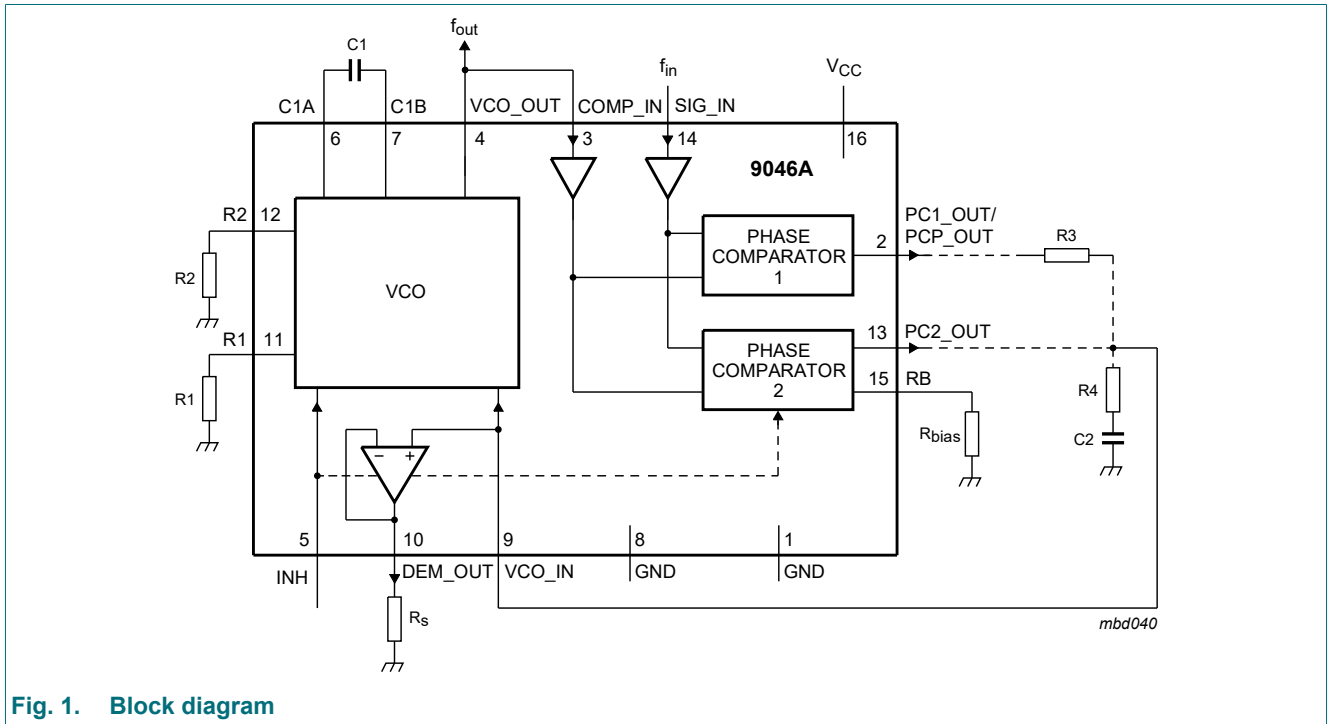 fout
C1
fin
VCC
C1A
C1B
VCO_OUT
COMP_IN
SIG_IN
6
7
4
3
14
16
9046A
R2
12
R2
VCO
R1
11
R1
PHASE
COMPARATOR
1
2
PC1_OUT/
PCP_OUT
R3
PHASE
COMPARATOR
2
13
PC2_OUT
15
RB
Rbias
R4
C2
− +
5
10
9
8
1
INH
DEM_OUT
VCO_IN
GND
GND
Rs
mbd040
Fig. 1. Block diagram